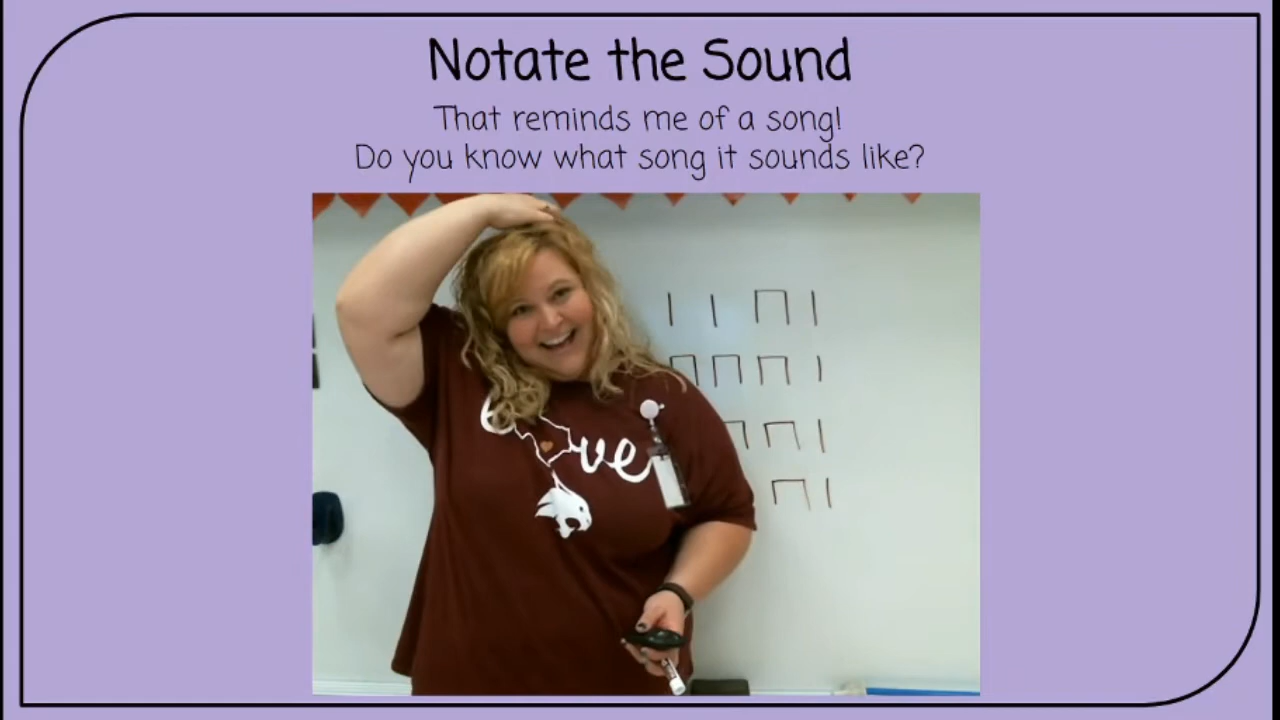 Notate the Sound
That reminds me of a song!
Do you know what song it sounds like?